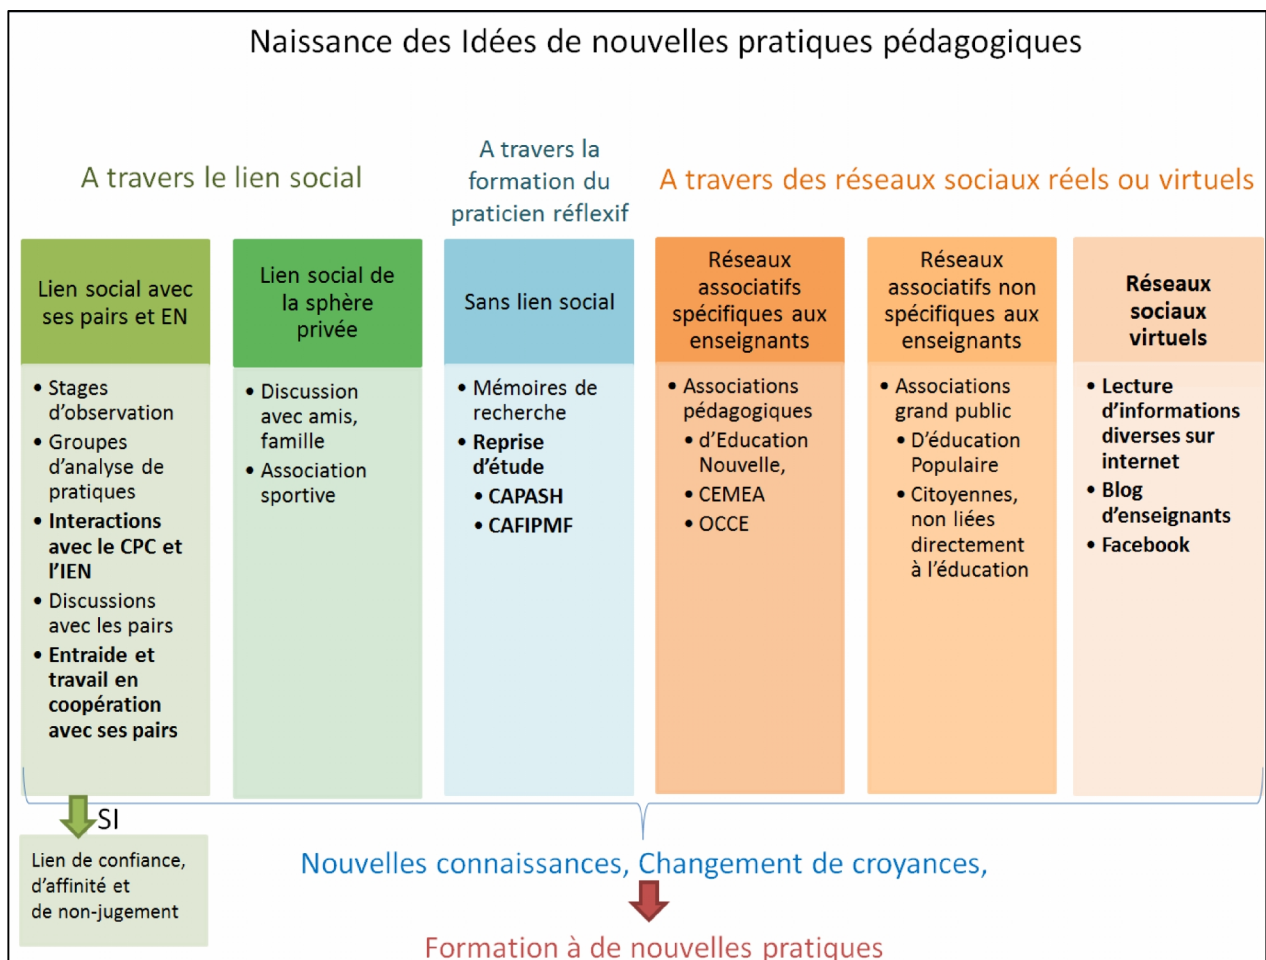 Naissance des Idées de nouvelles pratiques pédagogiques
A travers le lien social
A travers la
formation du
praticien réflexif
A travers des réseaux sociaux réels ou virtuels
Lien social avec
ses pairs et EN
• Stages
d'observation
• Groupes
d'analyse de
pratiques
• Interactions
avec le CPC et
l'IEN
• Discussions
avec les pairs
• Entraide et
travail en
coopération
avec ses pairs
Lien social de
la sphère
privée
• Discussion
avec amis,
famille
• Association
sportive
Sans lien social
• Mémoires de
recherche
• Reprise
d'étude
• CAPASH
• CAFIPMF
Réseaux
associatifs
spécifiques aux
enseignants
• Associations
pédagogiques
• d'Education
Nouvelle,
• CEMEA
• OCCE
Réseaux
associatifs non
spécifiques aux
enseignants
• Associations
grand public
• D'éducation
Populaire
• Citoyennes,
non liées
directement
à l'éducation
Réseaux
sociaux
virtuels
• Lecture
d'informations
diverses sur
internet
• Blog
d'enseignants
• Facebook
SI
Lien de confiance,
d'affinité et
de non-jugement
Nouvelles connaissances, Changement de croyances,
Formation à de nouvelles pratiques